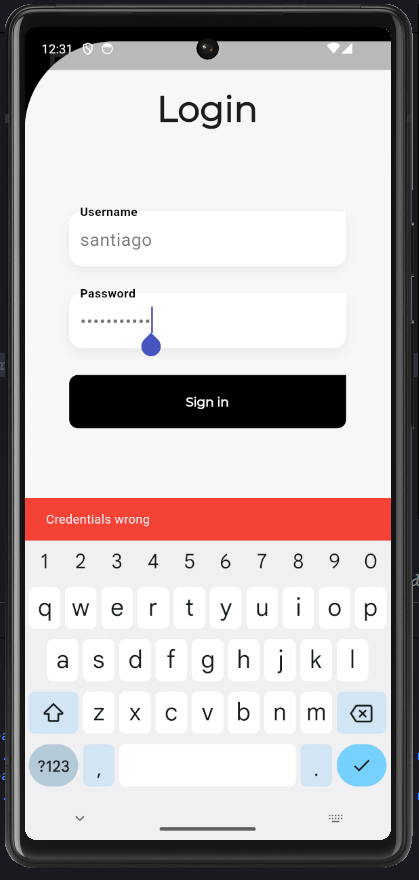 12:31
Login
Username
santiago
Password
•••••••••••
Sign in
Credentials wrong
1 2 3 4 5 6 7 8 9 0
q w e r t y u i o p
a s d f g h j k l
z x c v b n m
?123 , .